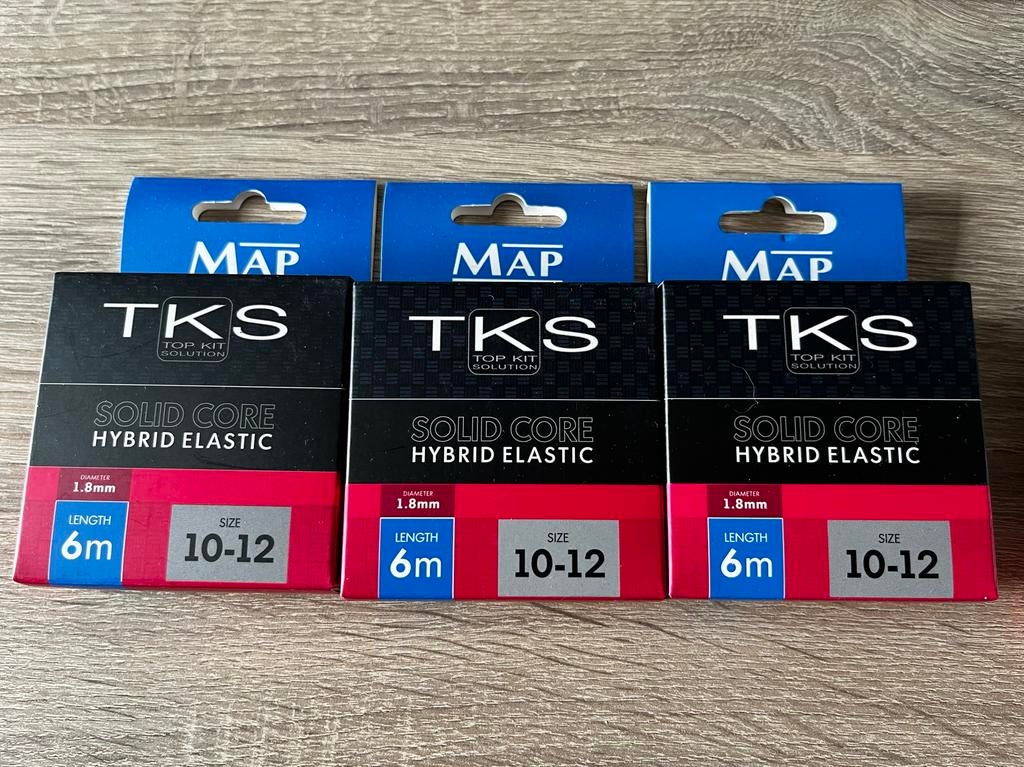 MAP
TKS
TOP KIT
SOLUTION
SOLID CORE
HYBRID ELASTIC
DIAMETER
1.8mm
LENGTH
6m
SIZE
10-12
MAP
TKS
TOP KIT
SOLUTION
SOLID CORE
HYBRID ELASTIC
DIAMETER
1.8mm
LENGTH
6m
SIZE
10-12
MAP
TKS
TOP KIT
SOLUTION
SOLID CORE
HYBRID ELASTIC
DIAMETER
1.8mm
LENGTH
6m
SIZE
10-12